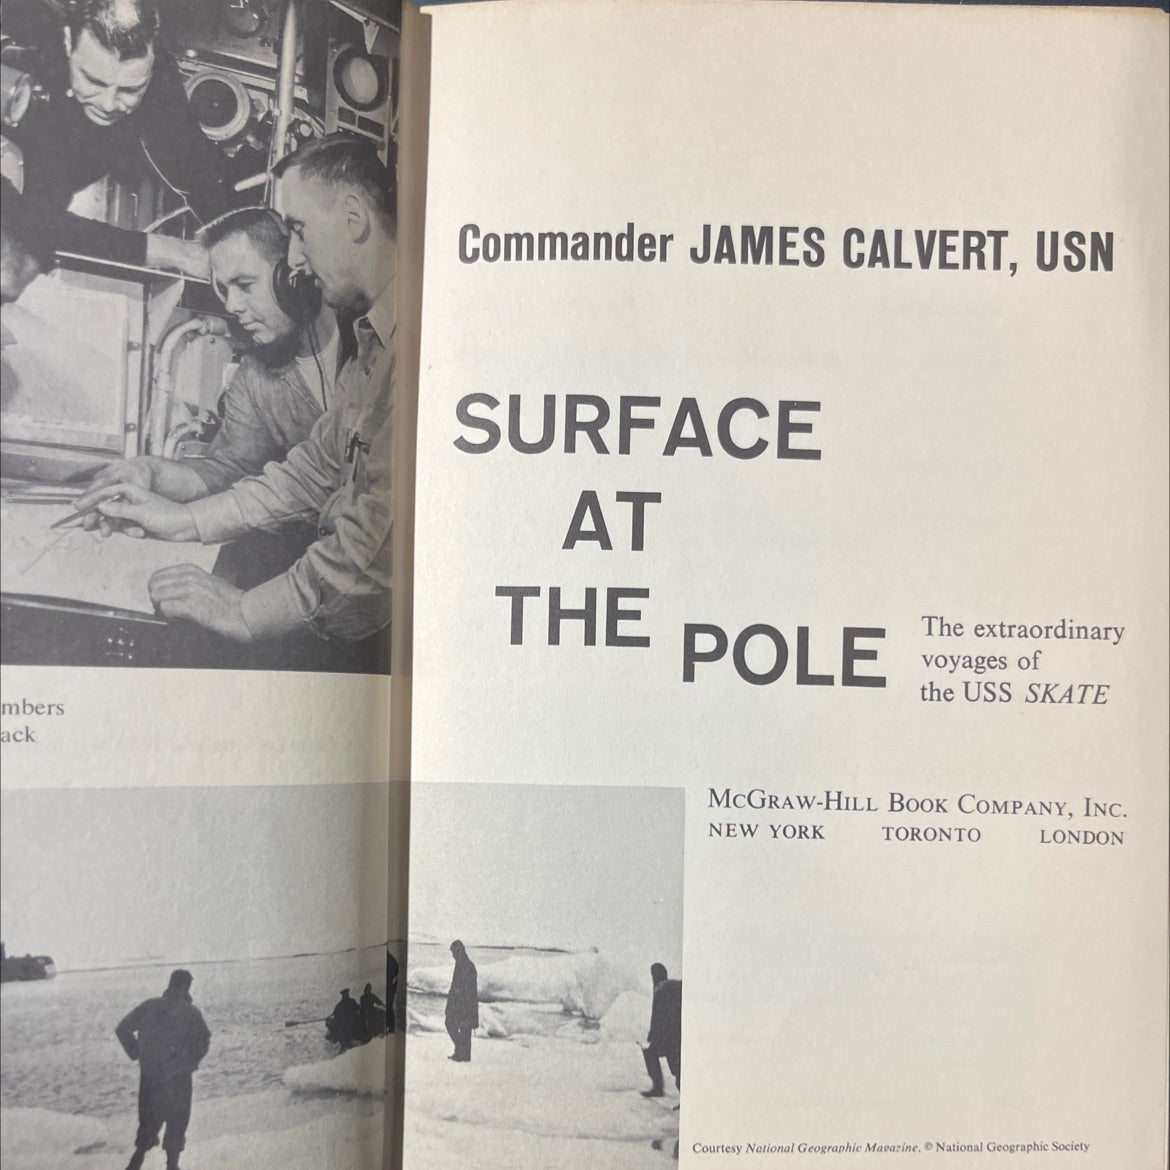 mbers
ack
Commander JAMES CALVERT, USN
SURFACE
AT
THE POLE
The extraordinary
voyages of
the USS SKATE
McGraw-Hill Book Company, Inc.
NEW YORK TORONTO LONDON
Courtesy National Geographic Magazine, © National Geographic Society